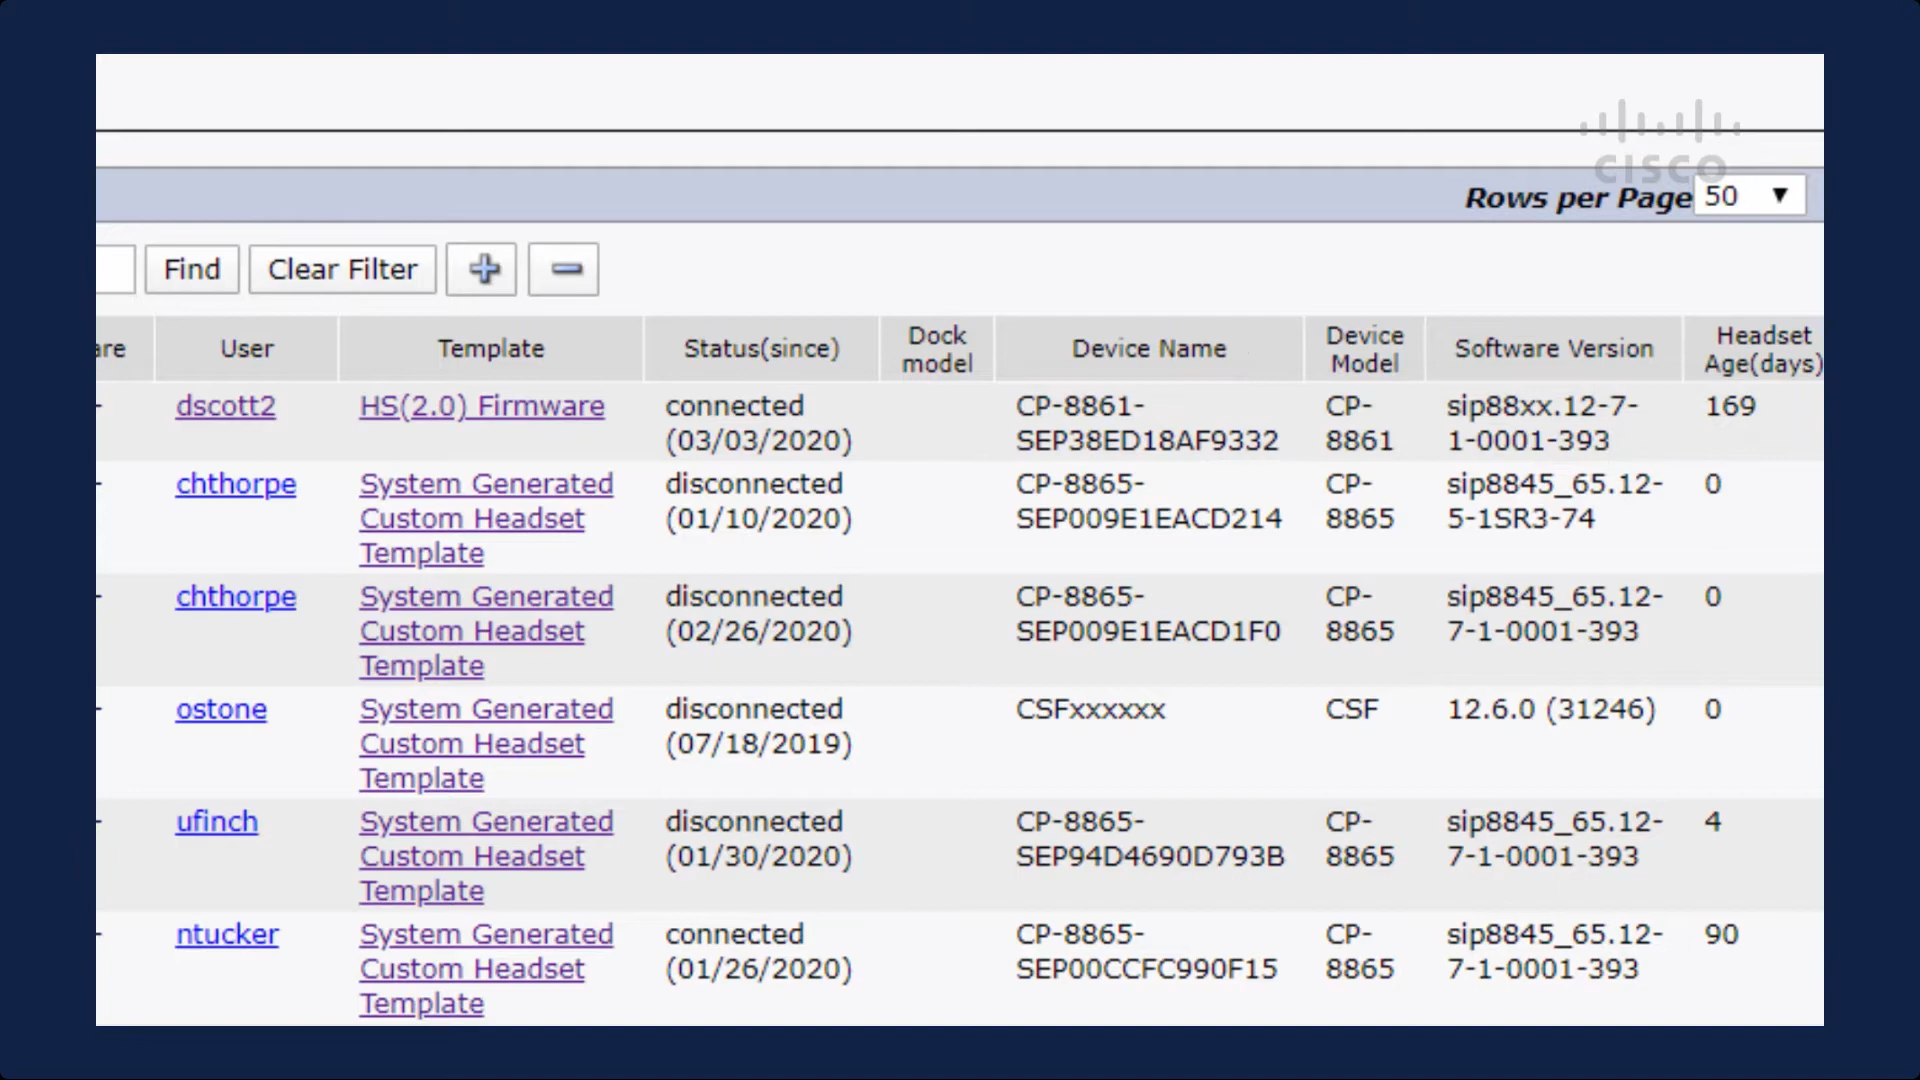 CISCO
Rows per Page 50
Find Clear Filter
are User Template Status(since) Dock model Device Name Device Model Software Version Headset Age(days)
dscott2 HS(2.0) Firmware connected CP-8861- CP- sip88xx.12-7- 169
(03/03/2020) SEP38ED18AF9332 8861 1-0001-393
chthorpe System Generated disconnected CP-8865- CP- sip8845_65.12- 0
Custom Headset (01/10/2020) SEP009E1EACD214 8865 5-1SR3-74
Template
chthorpe System Generated disconnected CP-8865- CP- sip8845_65.12- 0
Custom Headset (02/26/2020) SEP009E1EACD1F0 8865 7-1-0001-393
Template
ostone System Generated disconnected CSFxxxxxx CSF 12.6.0 (31246) 0
Custom Headset (07/18/2019)
Template
ufinch System Generated disconnected CP-8865- CP- sip8845_65.12- 4
Custom Headset (01/30/2020) SEP94D4690D793B 8865 7-1-0001-393
Template
ntucker System Generated connected CP-8865- CP- sip8845_65.12- 90
Custom Headset (01/26/2020) SEP00CCFC990F15 8865 7-1-0001-393
Template